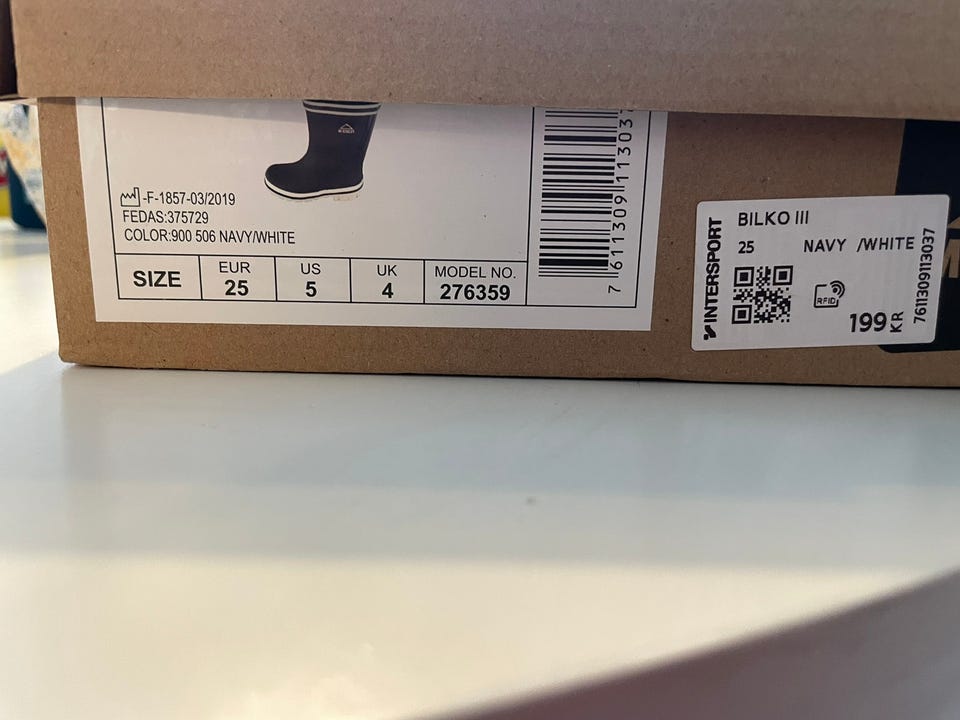 -F-1857-03/2019
FEDAS:375729
COLOR:900 506 NAVY/WHITE
SIZE
EUR
25
US
5
UK
4
MODEL NO.
276359
7 611309 113037
INTERSPORT
BILKO III
25 NAVY /WHITE
RFID
199 KR
7611309113037